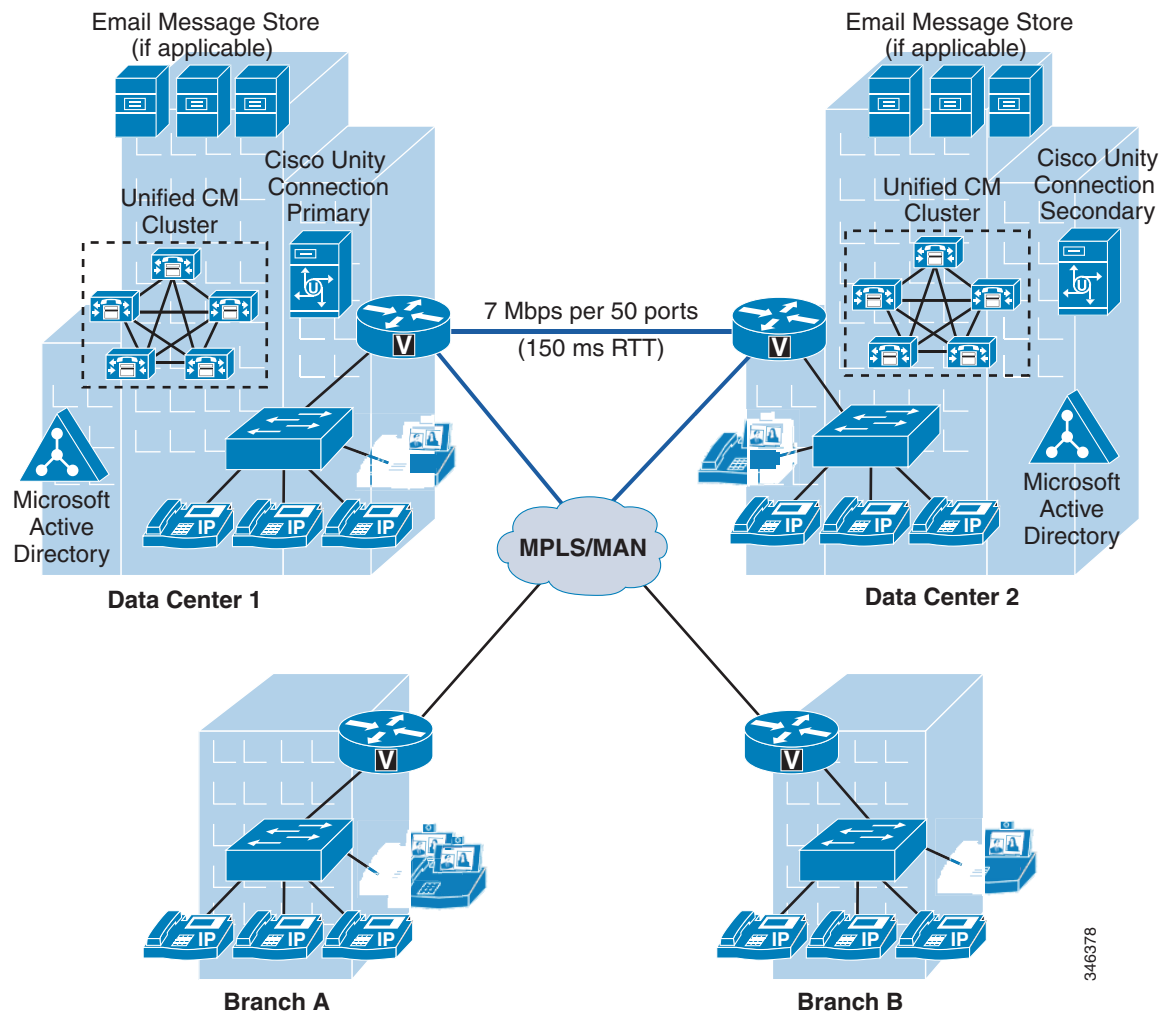 Email Message Store
(if applicable)
Email Message Store
(if applicable)
Cisco Unity
Connection
Primary
Unified CM
Cluster
Unified CM
Cluster
Cisco Unity
Connection
Secondary
U
U
7 Mbps per 50 ports
(150 ms RTT)
V
V
Microsoft
Active
Directory
IP
IP
IP
IP
IP
IP
Microsoft
Active
Directory
MPLS/MAN
Data Center 1
Data Center 2
V
V
IP
IP
IP
IP
IP
IP
Branch A
Branch B
346378